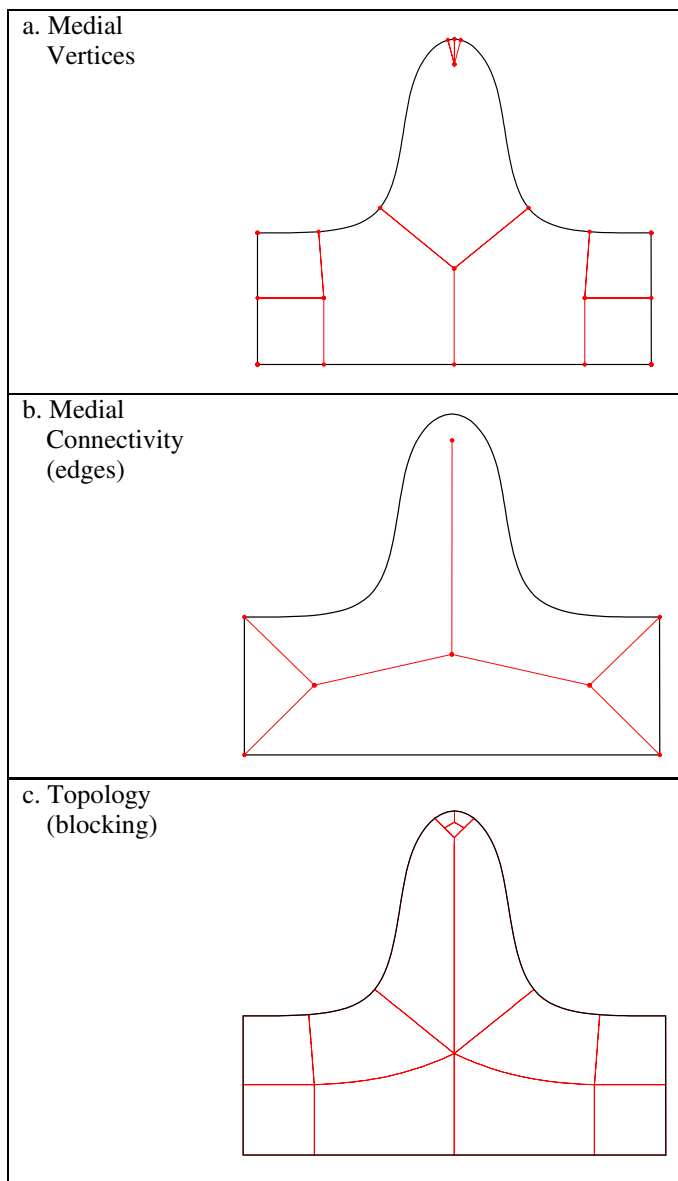 a. Medial
Vertices
b. Medial
Connectivity
(edges)
c. Topology
(blocking)